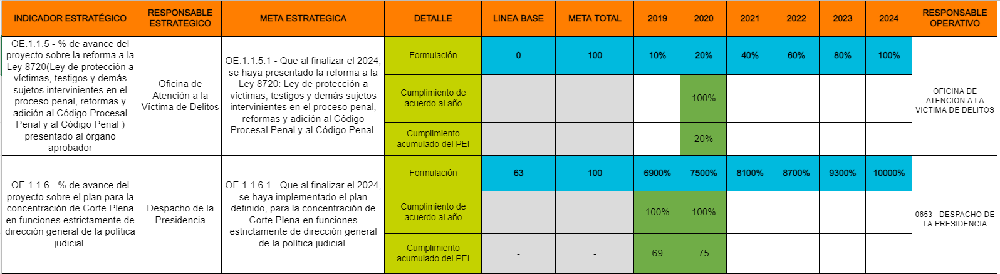 INDICADOR ESTRATÉGICO
RESPONSABLE
ESTRATEGICO
META ESTRATEGICA
DETALLE
LINEA BASE
META TOTAL
2019
2020
2021
2022
2023
2024
RESPONSABLE
OPERATIVO
OE.1.1.5 - % de avance del
proyecto sobre la reforma a la
Ley 8720(Ley de protección a
víctimas, testigos y demás
sujetos intervinientes en el
proceso penal, reformas y
adición al Código Procesal
Penal y al Código Penal )
presentado al órgano
aprobador
Oficina de
Atención a la
Víctima de Delitos
OE.1.1.5.1 - Que al finalizar el 2024,
se haya presentado la reforma a la
Ley 8720: Ley de protección a
víctimas, testigos y demás sujetos
intervinientes en el proceso penal,
reformas y adición al Código
Procesal Penal y al Código Penal.
Formulación
0
100
10%
20%
40%
60%
80%
100%
Cumplimiento de
acuerdo al año
-
-
-
100%
Cumplimiento
acumulado del PEI
-
-
-
20%
OFICINA DE
ATENCION A LA
VICTIMA DE DELITOS
OE.1.1.6 - % de avance del
proyecto sobre el plan para la
concentración de Corte Plena
en funciones estrictamente de
dirección general de la política
judicial.
Despacho de la
Presidencia
OE.1.1.6.1 - Que al finalizar el 2024,
se haya implementado el plan
definido, para la concentración de
Corte Plena en funciones
estrictamente de dirección general
de la política judicial.
Formulación
63
100
6900%
7500%
8100%
8700%
9300%
10000%
Cumplimiento de
acuerdo al año
-
-
100%
100%
Cumplimiento
acumulado del PEI
-
-
69
75
0653 - DESPACHO DE
LA PRESIDENCIA